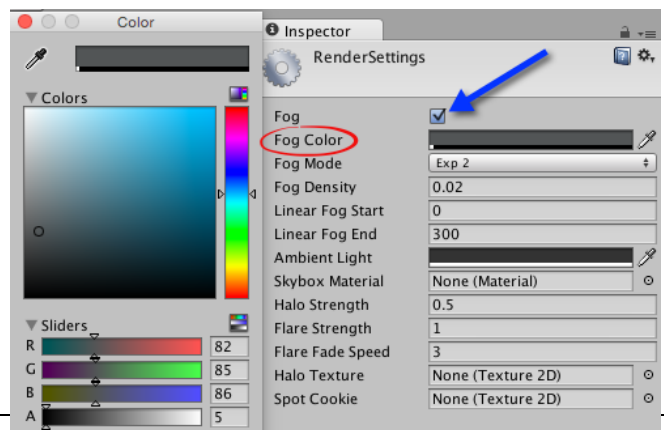 Color
Colors
Sliders
R 82
G 85
B 86
A 5
Inspector
RenderSettings
Fog
Fog Color
Fog Mode Exp 2
Fog Density 0.02
Linear Fog Start 0
Linear Fog End 300
Ambient Light
Skybox Material None (Material)
Halo Strength 0.5
Flare Strength 1
Flare Fade Speed 3
Halo Texture None (Texture 2D)
Spot Cookie None (Texture 2D)